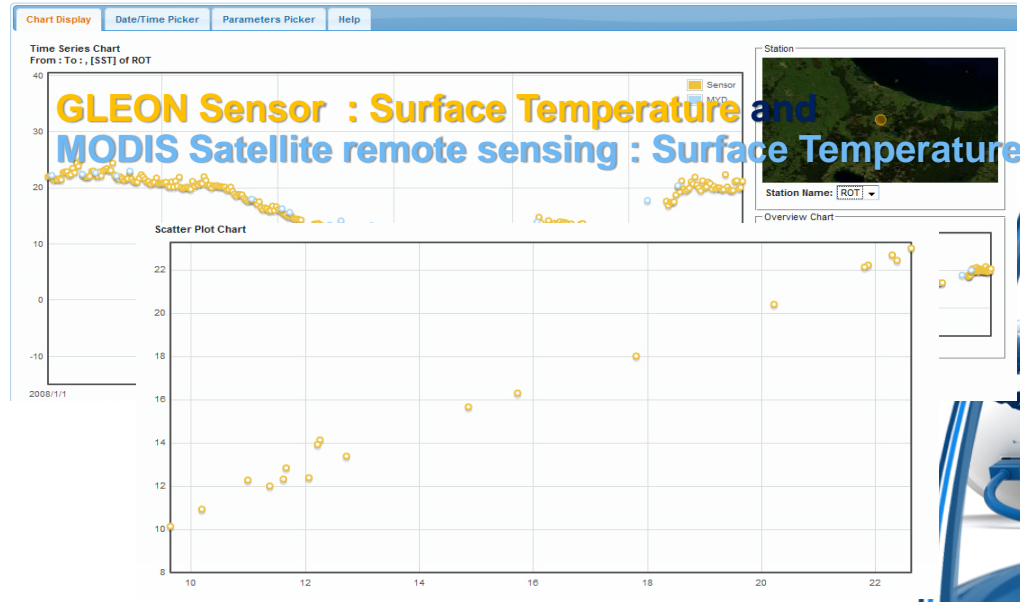 Chart Display Date/Time Picker Parameters Picker Help
Time Series Chart
From : To : , [SST] of ROT
Station
40
Sensor
MYD
GLEON Sensor : Surface Temperature and
MODIS Satellite remote sensing : Surface Temperature
30
20
Station Name: ROT
Overview Chart
10
0
-10
2008/1/1
Scatter Plot Chart
22
20
18
16
14
12
10
8
10 12 14 16 18 20 22